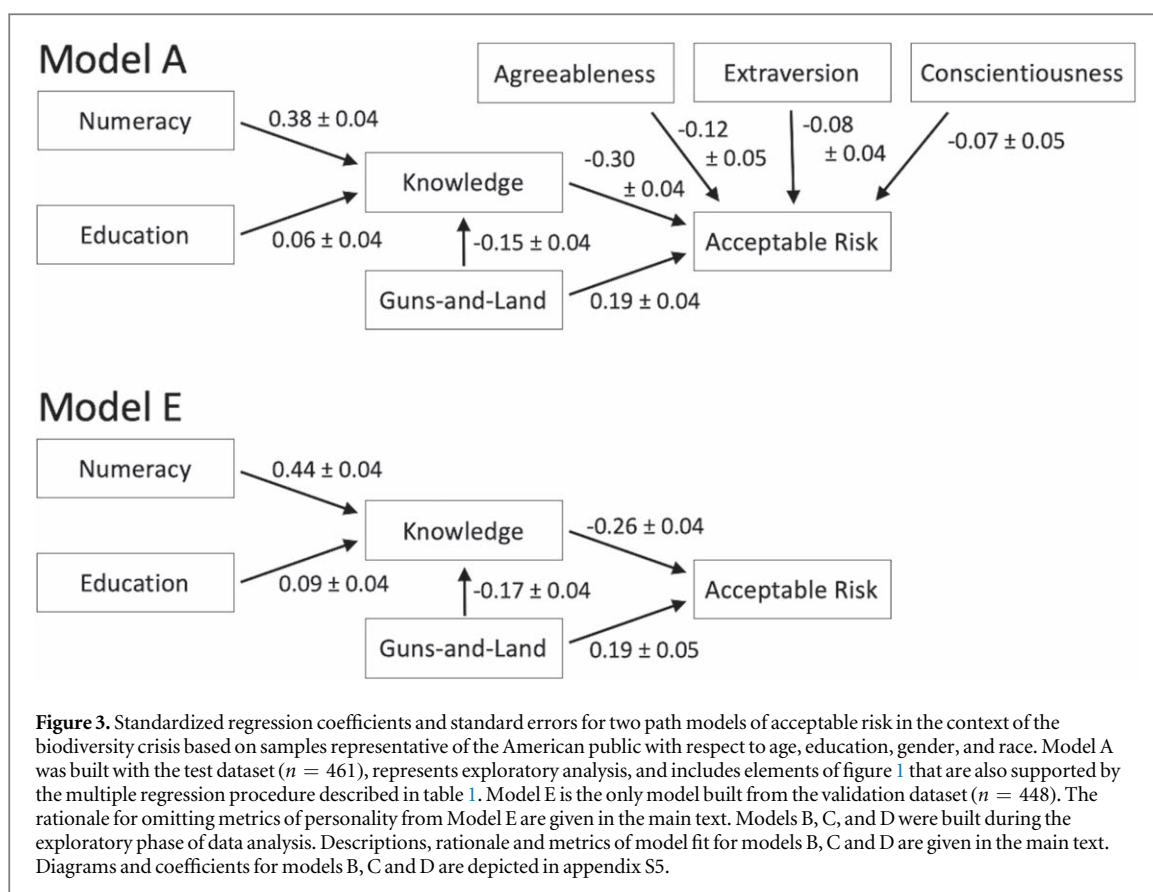 Model A
Agreeableness
Extraversion
Conscientiousness
Numeracy
0.38 ± 0.04
-0.12
± 0.05
-0.08
± 0.04
-0.07 ± 0.05
Knowledge
-0.30
± 0.04
Education
0.06 ± 0.04
-0.15 ± 0.04
Acceptable Risk
Guns-and-Land
0.19 ± 0.04
Model E
Numeracy
0.44 ± 0.04
Knowledge
-0.26 ± 0.04
Education
0.09 ± 0.04
-0.17 ± 0.04
Acceptable Risk
Guns-and-Land
0.19 ± 0.05
Figure 3. Standardized regression coefficients and standard errors for two path models of acceptable risk in the context of the
biodiversity crisis based on samples representative of the American public with respect to age, education, gender, and race. Model A
was built with the test dataset (n = 461), represents exploratory analysis, and includes elements of figure 1 that are also supported by
the multiple regression procedure described in table 1. Model E is the only model built from the validation dataset (n = 448). The
rationale for omitting metrics of personality from Model E are given in the main text. Models B, C, and D were built during the
exploratory phase of data analysis. Descriptions, rationale and metrics of model fit for models B, C and D are given in the main text.
Diagrams and coefficients for models B, C and D are depicted in appendix S5.